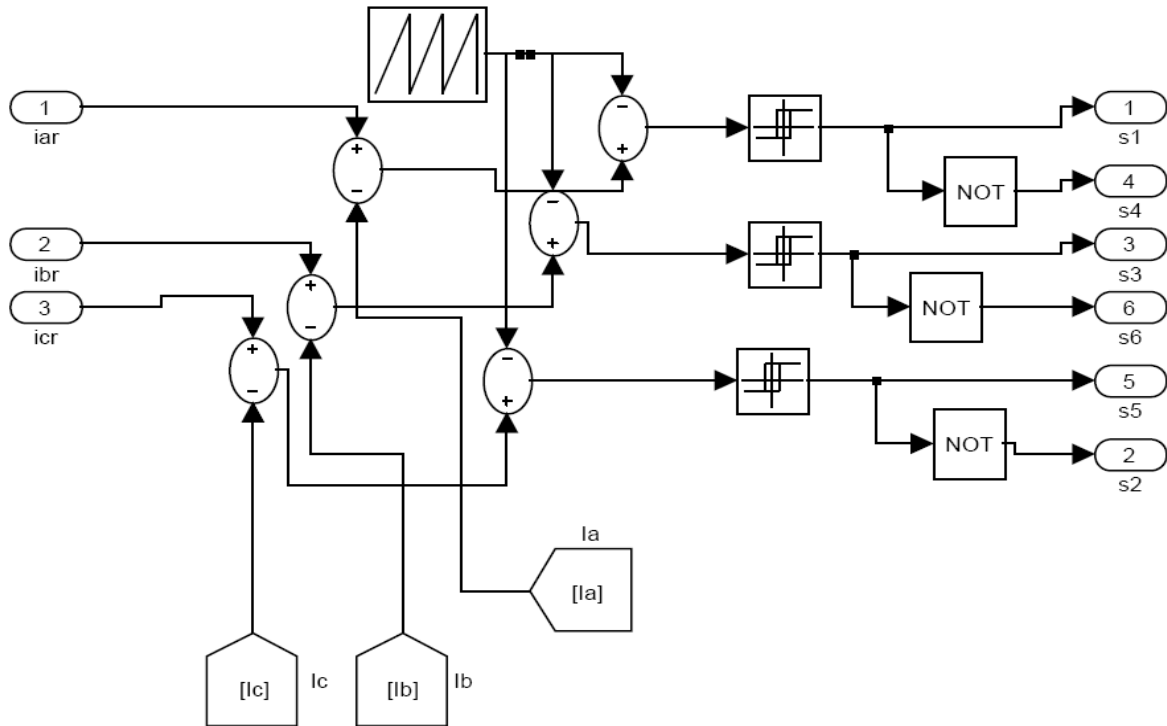 1
iar
2
ibr
3
icr
+
−
+
−
+
−
−
+
−
+
−
+
NOT
NOT
NOT
1
s1
4
s4
3
s3
6
s6
5
s5
2
s2
Ia
[Ia]
[Ic]
Ic
[Ib]
Ib